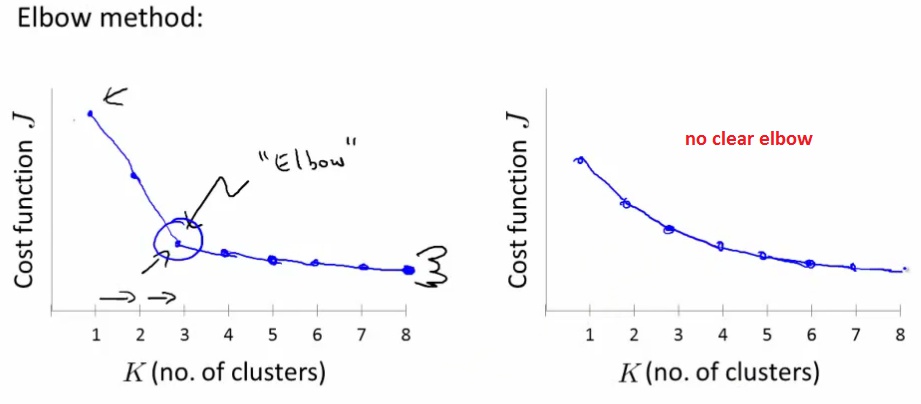 Elbow method:
Cost function J
"Elbow"
1 2 3 4 5 6 7 8
K (no. of clusters)
Cost function J
no clear elbow
1 2 3 4 5 6 7 8
K (no. of clusters)